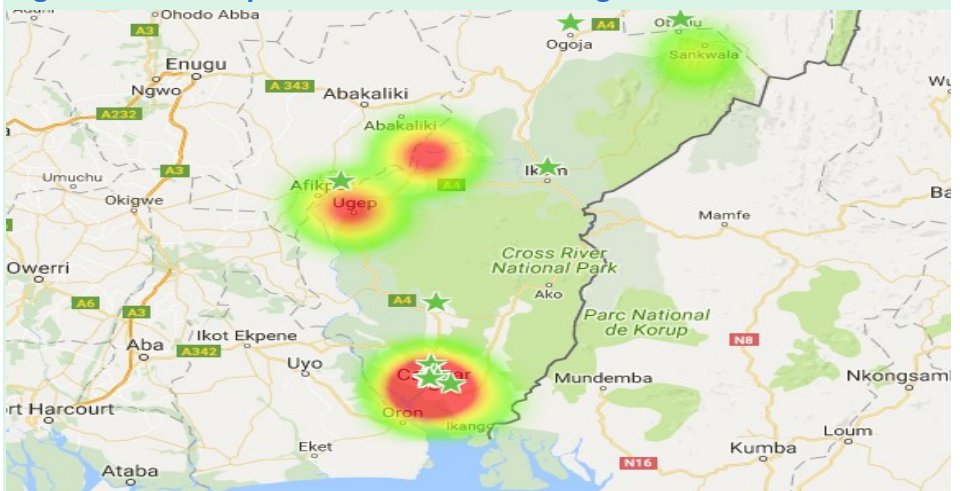 Ohodo Abba
A3
A4
Ogoja
Sankwala
Enugu
Ngwo
A 343
Abakaliki
A232
Abakaliki
A3
Umuchu
Okigwe
A4
Ugep
Mamfe
Owerri
Cross River
National Park
Ako
A6
A3
A4
Parc National
de Korup
Ikot Ekpene
Aba
A342
Uyo
N8
Mundemba
Nkongsam
rt Harcourt
Oron
Ikang
Eket
Loum
Kumba
N16
Ataba